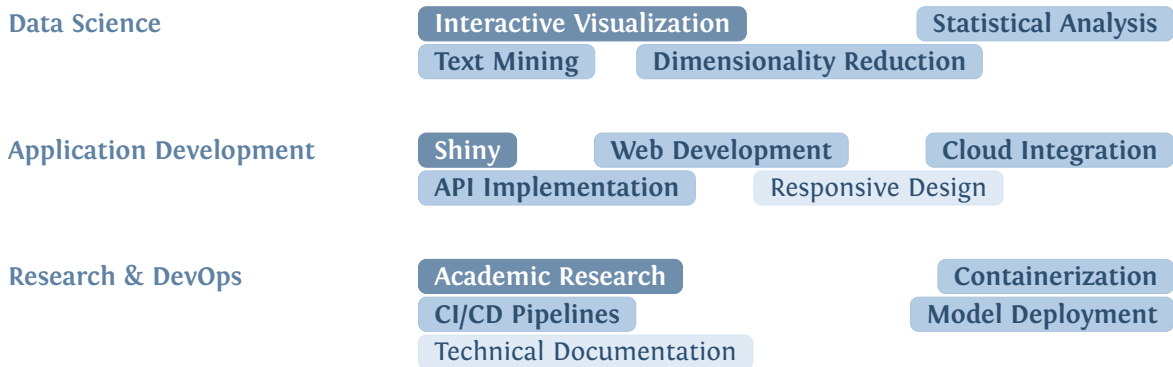 Data Science Interactive Visualization Statistical Analysis
Text Mining Dimensionality Reduction
Application Development Shiny Web Development Cloud Integration
API Implementation Responsive Design
Research & DevOps Academic Research Containerization
CI/CD Pipelines Model Deployment
Technical Documentation